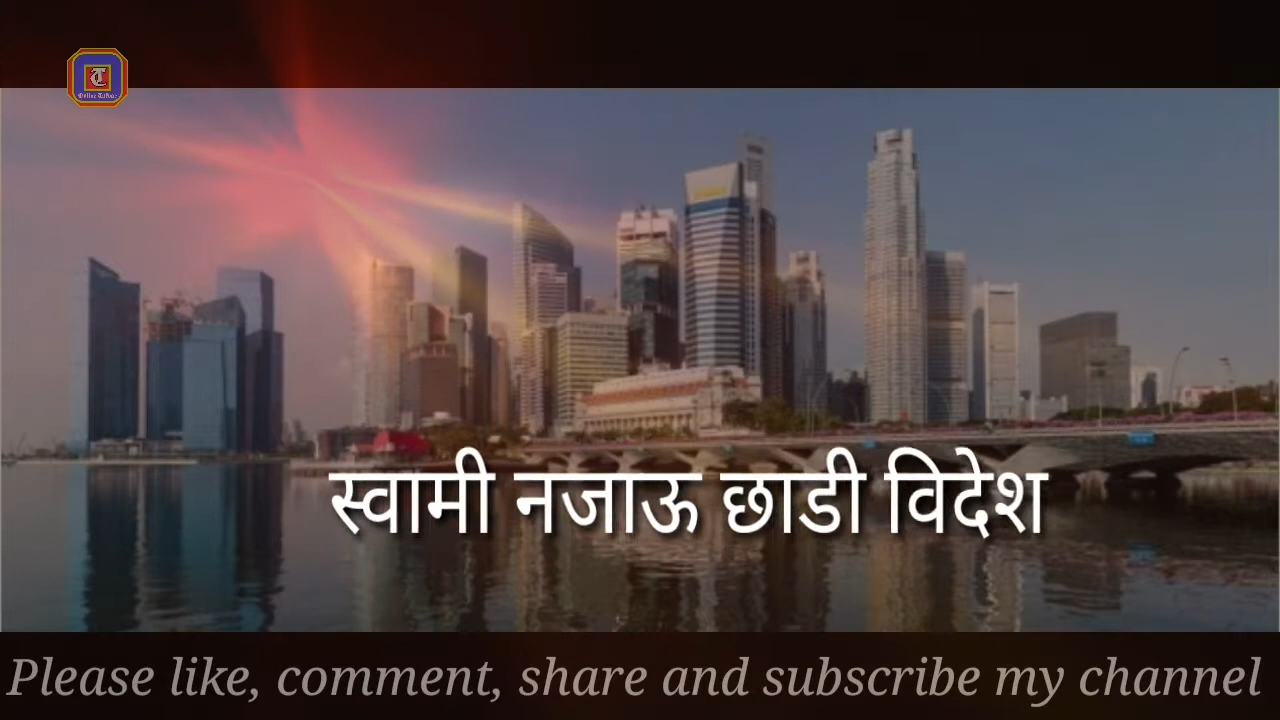 स्वामी नजाऊ छाडी विदेश
Please like, comment, share and subscribe my channel